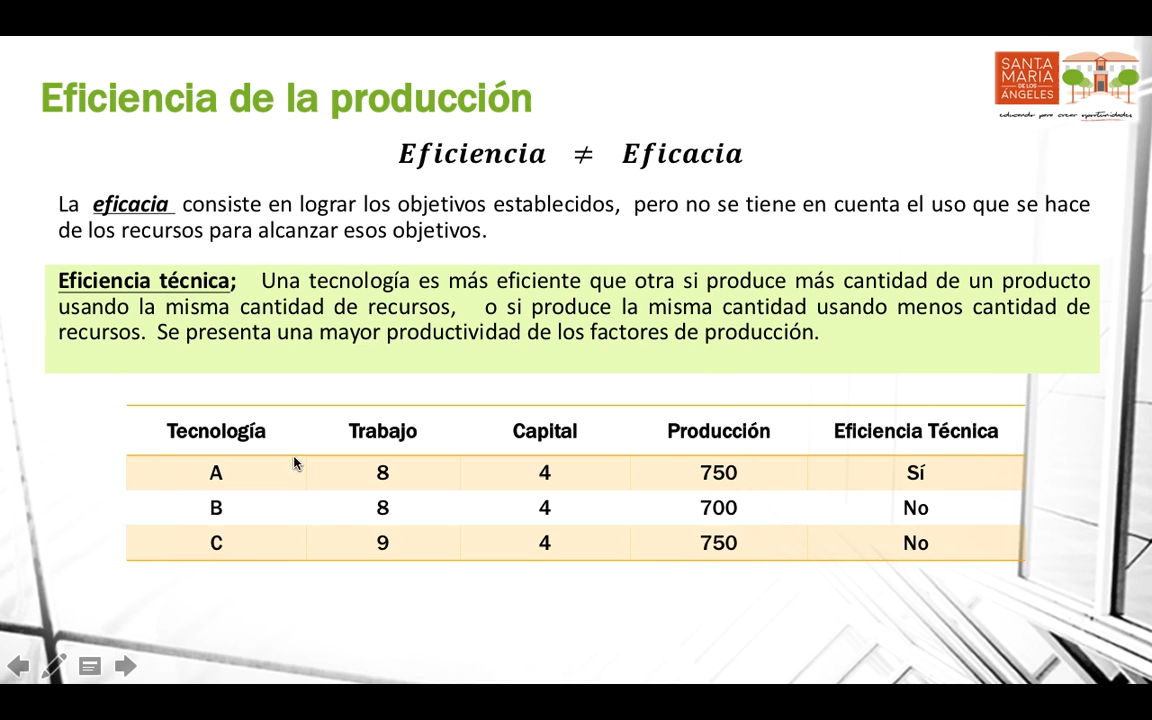 Eficiencia de la producción
SANTA
MARIA
DE LOS
ÁNGELES
educando para crear oportunidades
Eficiencia ≠ Eficacia
La eficacia consiste en lograr los objetivos establecidos, pero no se tiene en cuenta el uso que se hace
de los recursos para alcanzar esos objetivos.
Eficiencia técnica; Una tecnología es más eficiente que otra si produce más cantidad de un producto
usando la misma cantidad de recursos, o si produce la misma cantidad usando menos cantidad de
recursos. Se presenta una mayor productividad de los factores de producción.
Tecnología Trabajo Capital Producción Eficiencia Técnica
A 8 4 750 Sí
B 8 4 700 No
C 9 4 750 No